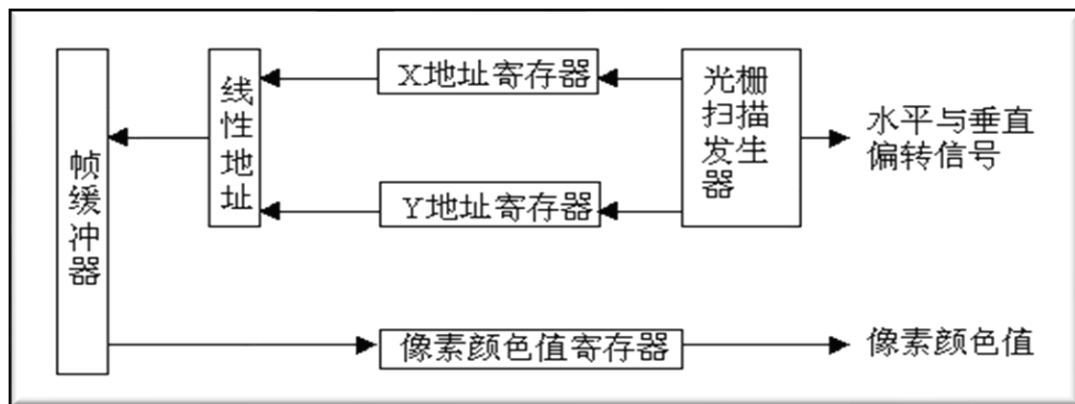 帧缓冲器
线性地址
X地址寄存器
Y地址寄存器
光栅
扫描
发生
器
水平与垂直
偏转信号
像素颜色值寄存器
像素颜色值